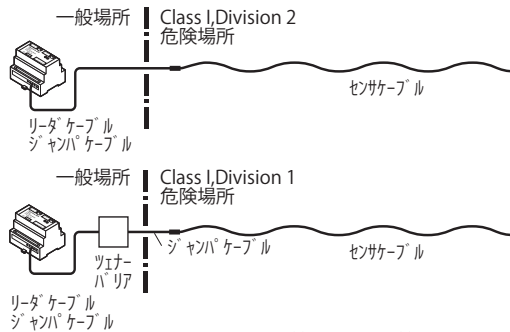 一般場所
Class I,Division 2
危険場所
センサケーブル
リーダケーブル
ジャンパケーブル
一般場所
Class I,Division 1
危険場所
ジャンパケーブル
センサケーブル
ツェナー
バリア
リーダケーブル
ジャンパケーブル